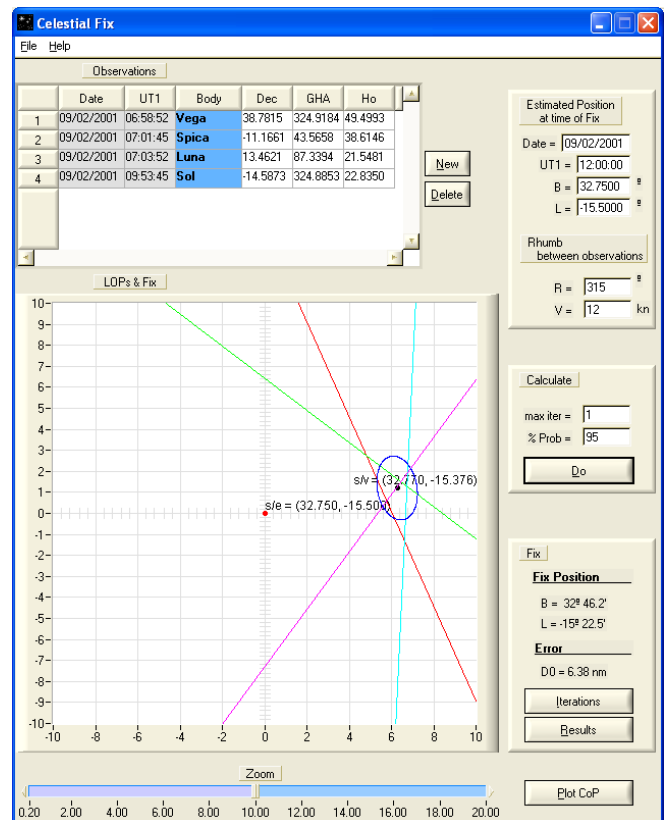 Celestial Fix
File Help
Observations
Date UT1 Body Dec GHA Ho
1 09/02/2001 06:58:52 Vega 38.7815 324.9184 49.4993
2 09/02/2001 07:01:45 Spica -11.1661 43.5658 38.6146
3 09/02/2001 07:03:52 Luna 13.4621 87.3394 21.5481
4 09/02/2001 09:53:45 Sol -14.5873 324.8853 22.8350
New
Delete
Estimated Position
at time of Fix
Date = 09/02/2001
UT1 = 12:00:00
B = 32.7500 º
L = -15.5000 º
Rhumb
between observations
R = 315 º
V = 12 kn
LOPs & Fix
10
9
8
7
6
5
4
3
2
1
0
-1
-2
-3
-4
-5
-6
-7
-8
-9
-10
s/v = (32.770, -15.376)
s/e = (32.750, -15.500)
-10 -8 -6 -4 -2 0 2 4 6 8 10
Calculate
max iter = 1
% Prob = 95
Do
Fix
Fix Position
B = 32º 46.2'
L = -15º 22.5'
Error
D0 = 6.38 nm
Iterations
Results
Zoom
0.20 2.00 4.00 6.00 8.00 10.00 12.00 14.00 16.00 18.00 20.00
Plot CoP